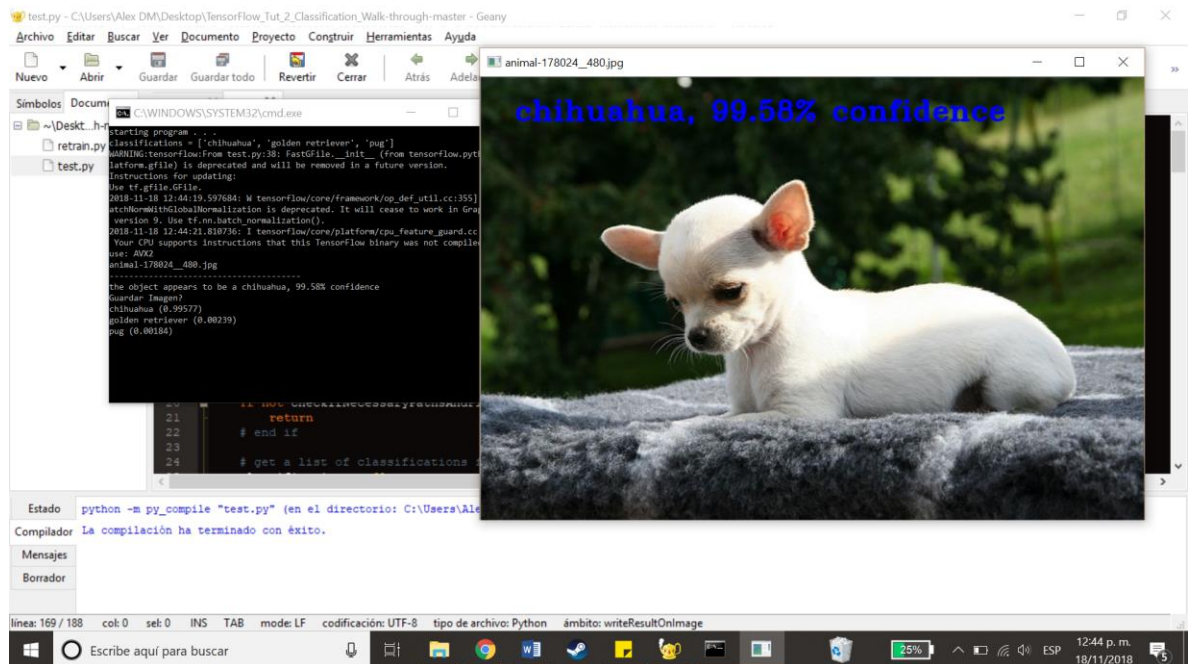 test.py - C:\Users\Alex DM\Desktop\TensorFlow_Tut_2_Classification_Walk-through-master - Geany
Archivo Editar Buscar Ver Documento Proyecto Construir Herramientas Ayuda
Nuevo Abrir Guardar Guardar todo Revertir Cerrar Atrás Adela
Símbolos Docum
~\Deskt...h-m
retrain.py
test.py
C:\WINDOWS\SYSTEM32\cmd.exe
starting program . . .
classifications = ['chihuahua', 'golden retriever', 'pug']
WARNING:tensorflow:From test.py:38: FastGFile.__init__ (from tensorflow.pyt
latform.gfile) is deprecated and will be removed in a future version.
Instructions for updating:
Use tf.gfile.GFile.
2018-11-18 12:44:19.597684: W tensorflow/core/framework/op_def_util.cc:355]
atchNormWithGlobalNormalization is deprecated. It will cease to work in Gra
version 9. Use tf.nn.batch_normalization().
2018-11-18 12:44:21.810736: I tensorflow/core/platform/cpu_feature_guard.cc
Your CPU supports instructions that this TensorFlow binary was not compile
use: AVX2
animal-178024__480.jpg
----------------------------------------
the object appears to be a chihuahua, 99.58% confidence
Guardar Imagen?
chihuahua (0.99577)
golden retriever (0.00239)
pug (0.00184)
animal-178024__480.jpg
chihuahua, 99.58% confidence
21 return
22 # end if
23
24 # get a list of classifications
Estado
Compilador
Mensajes
Borrador
python -m py_compile "test.py" (en el directorio: C:\Users\Ale
La compilación ha terminado con éxito.
línea: 169 / 188 col: 0 sel: 0 INS TAB mode: LF codificación: UTF-8 tipo de archivo: Python ámbito: writeResultOnImage
Escribe aquí para buscar
25% ESP
12:44 p. m.
18/11/2018
5